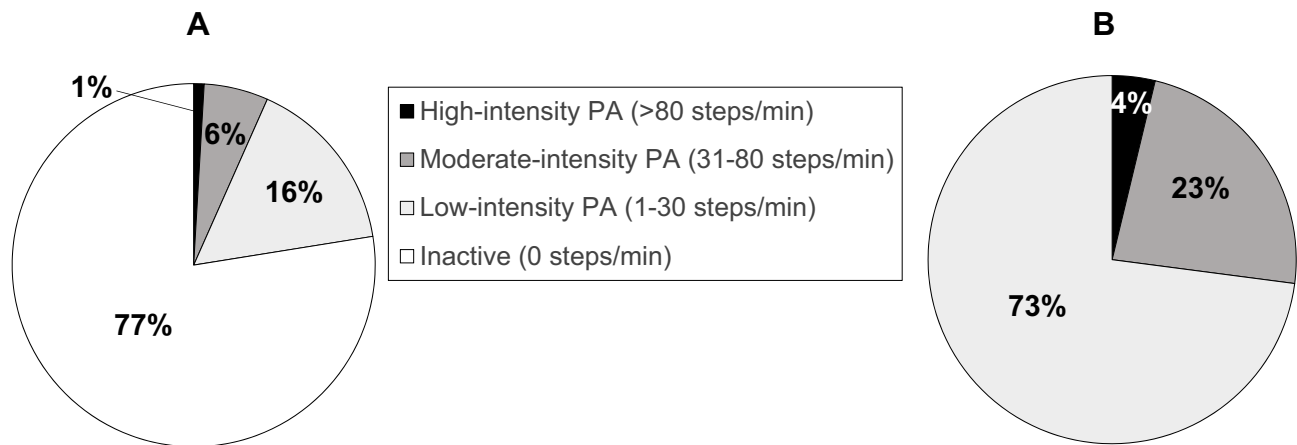 A
B
1%
6%
16%
77%
High-intensity PA (>80 steps/min)
Moderate-intensity PA (31-80 steps/min)
Low-intensity PA (1-30 steps/min)
Inactive (0 steps/min)
4%
23%
73%